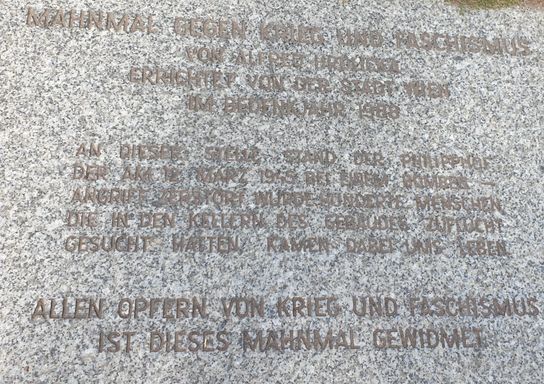 MAHNMAL GEGEN KRIEG UND FASCHISMUS
VON ALFRED HRDLICKA
ERRICHTET VON DER STADT WIEN
IM BEDENKJAHR 1988
AN DIESER STELLE STAND DER PHILIPPHOF
DER AM 12. MÄRZ 1945 BEI EINEM BOMBEN –
ANGRIFF ZERSTÖRT WURDE. HUNDERTE MENSCHEN,
DIE IN DEN KELLERN DES GEBÄUDES ZUFLUCHT
GESUCHT HATTEN, KAMEN DABEI UMS LEBEN.
ALLEN OPFERN VON KRIEG UND FASCHISMUS
IST DIESES MAHNMAL GEWIDMET